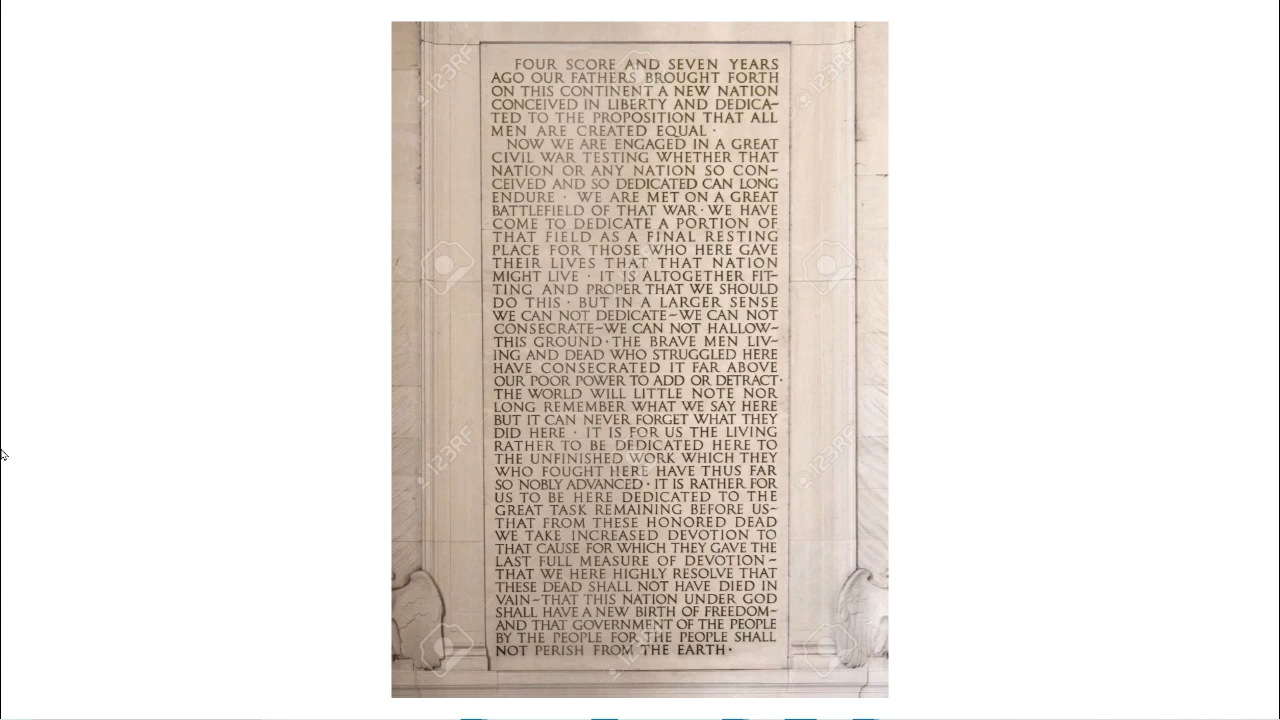 FOUR SCORE AND SEVEN YEARS
AGO OUR FATHERS BROUGHT FORTH
ON THIS CONTINENT A NEW NATION
CONCEIVED IN LIBERTY AND DEDICA~
TED TO THE PROPOSITION THAT ALL
MEN ARE CREATED EQUAL ·
NOW WE ARE ENGAGED IN A GREAT
CIVIL WAR TESTING WHETHER THAT
NATION OR ANY NATION SO CON~
CEIVED AND SO DEDICATED CAN LONG
ENDURE · WE ARE MET ON A GREAT
BATTLEFIELD OF THAT WAR · WE HAVE
COME TO DEDICATE A PORTION OF
THAT FIELD AS A FINAL RESTING
PLACE FOR THOSE WHO HERE GAVE
THEIR LIVES THAT THAT NATION
MIGHT LIVE · IT IS ALTOGETHER FIT~
TING AND PROPER THAT WE SHOULD
DO THIS · BUT IN A LARGER SENSE
WE CAN NOT DEDICATE~WE CAN NOT
CONSECRATE~WE CAN NOT HALLOW~
THIS GROUND · THE BRAVE MEN LIV~
ING AND DEAD WHO STRUGGLED HERE
HAVE CONSECRATED IT FAR ABOVE
OUR POOR POWER TO ADD OR DETRACT·
THE WORLD WILL LITTLE NOTE NOR
LONG REMEMBER WHAT WE SAY HERE
BUT IT CAN NEVER FORGET WHAT THEY
DID HERE · IT IS FOR US THE LIVING
RATHER TO BE DEDICATED HERE TO
THE UNFINISHED WORK WHICH THEY
WHO FOUGHT HERE HAVE THUS FAR
SO NOBLY ADVANCED · IT IS RATHER FOR
US TO BE HERE DEDICATED TO THE
GREAT TASK REMAINING BEFORE US~
THAT FROM THESE HONORED DEAD
WE TAKE INCREASED DEVOTION TO
THAT CAUSE FOR WHICH THEY GAVE THE
LAST FULL MEASURE OF DEVOTION~
THAT WE HERE HIGHLY RESOLVE THAT
THESE DEAD SHALL NOT HAVE DIED IN
VAIN~THAT THIS NATION UNDER GOD
SHALL HAVE A NEW BIRTH OF FREEDOM~
AND THAT GOVERNMENT OF THE PEOPLE
BY THE PEOPLE FOR THE PEOPLE SHALL
NOT PERISH FROM THE EARTH ·
123RF
123RF
123RF
123RF